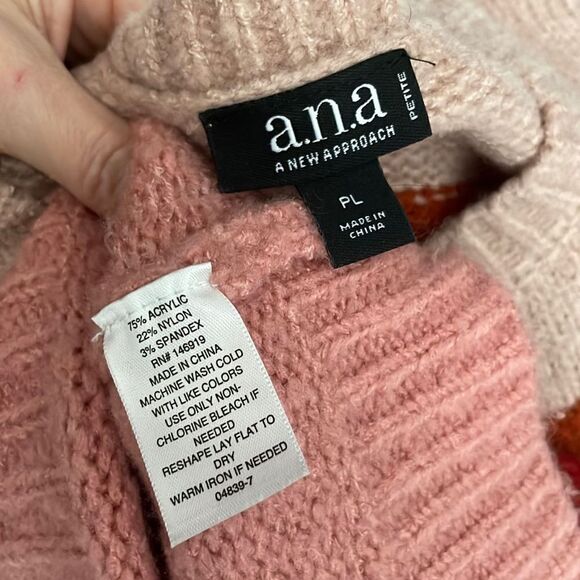 a.n.a
A NEW APPROACH
PETITE
PL
MADE IN
CHINA
75% ACRYLIC
22% NYLON
3% SPANDEX
RN# 146919
MADE IN CHINA
MACHINE WASH COLD
WITH LIKE COLORS
USE ONLY NON-
CHLORINE BLEACH IF
NEEDED
RESHAPE LAY FLAT TO
DRY
WARM IRON IF NEEDED
04839-7